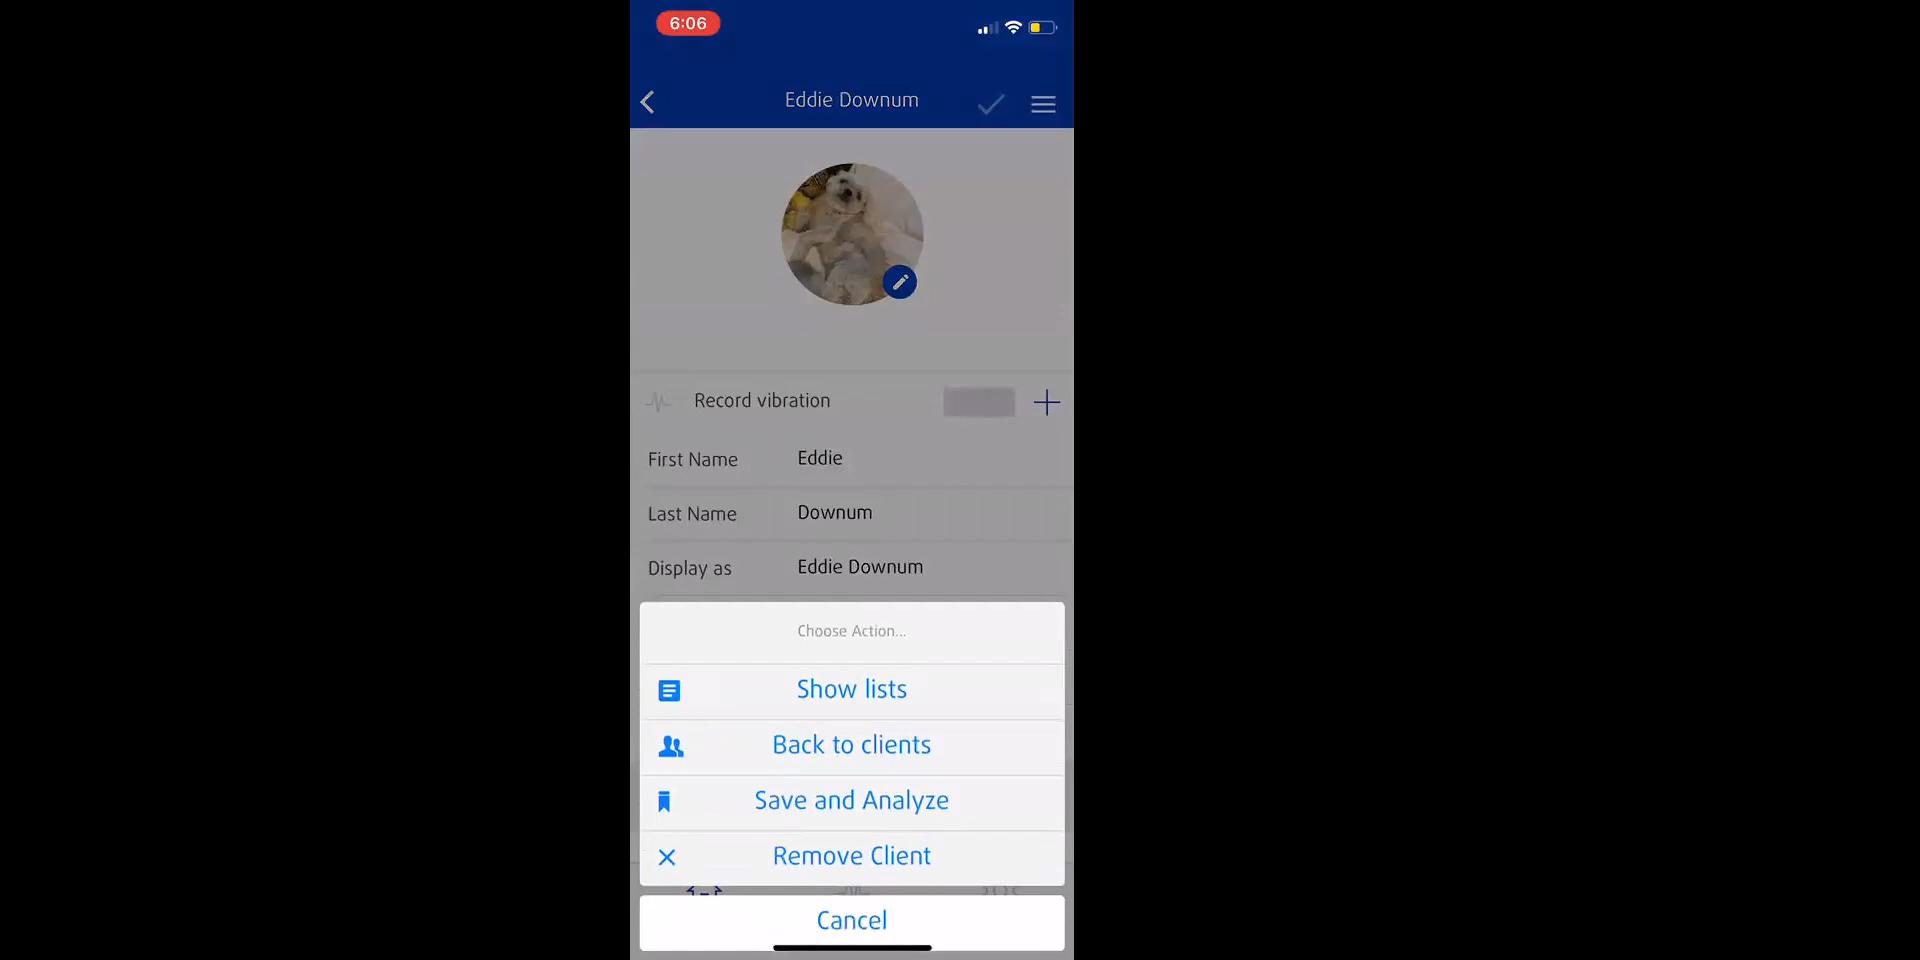 6:06
Eddie Downum
Record vibration
First Name Eddie
Last Name Downum
Display as Eddie Downum
Choose Action...
Show lists
Back to clients
Save and Analyze
Remove Client
Cancel